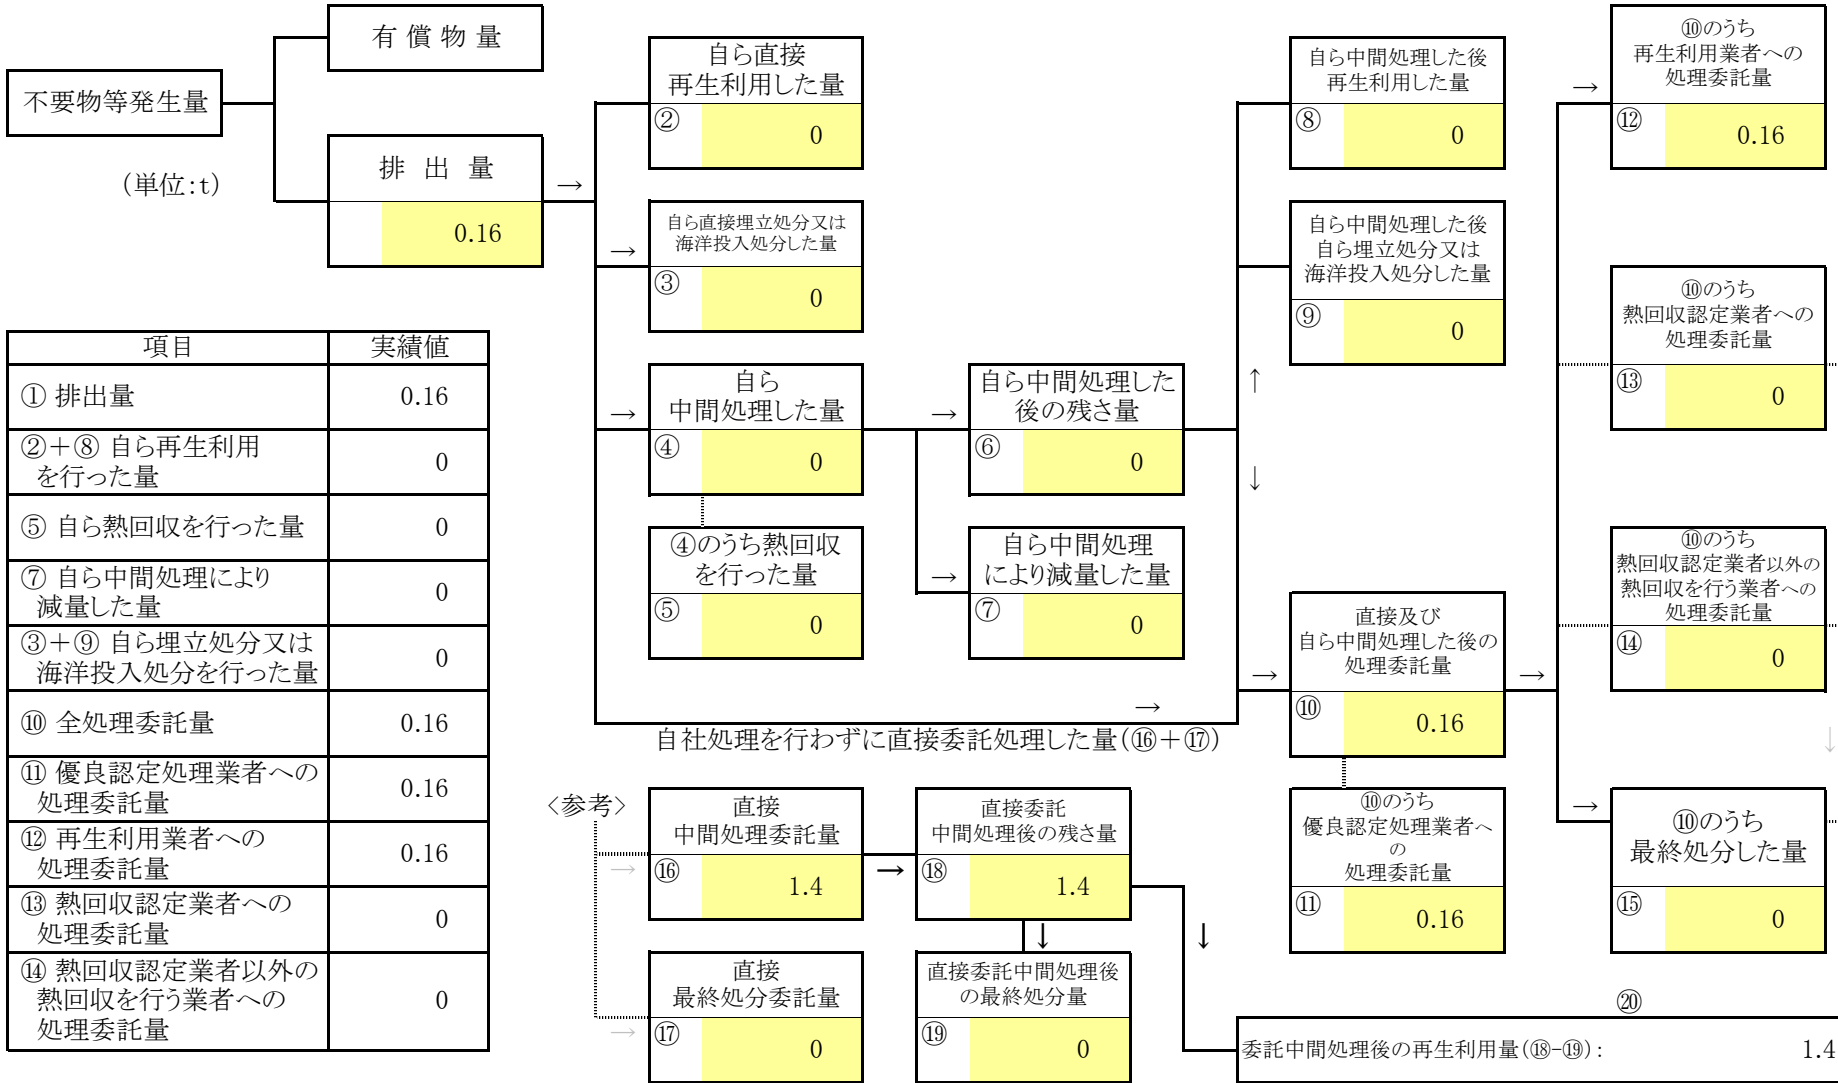 不要物等発生量
(単位:t)
有 償 物 量
排 出 量
0.16
→
自ら直接
再生利用した量
②
0
→
自ら直接埋立処分又は
海洋投入処分した量
③
0
→
自ら
中間処理した量
④
0
④のうち熱回収
を行った量
⑤
0
→
自ら中間処理した
後の残さ量
⑥
0
→
自ら中間処理
により減量した量
⑦
0
自ら中間処理した後
再生利用した量
⑧
0
自ら中間処理した後
自ら埋立処分又は
海洋投入処分した量
⑨
0
↑
↓
→
自社処理を行わずに直接委託処理した量(⑯+⑰)
→
直接及び
自ら中間処理した後の
処理委託量
⑩
0.16
⑩のうち
優良認定処理業者へ
の
処理委託量
⑪
0.16
→
→
⑩のうち
再生利用業者への
処理委託量
⑫
0.16
⑩のうち
熱回収認定業者への
処理委託量
⑬
0
⑩のうち
熱回収認定業者以外の
熱回収を行う業者への
処理委託量
⑭
0
↓
→
⑩のうち
最終処分した量
⑮
0
項目 実績値
① 排出量 0.16
②+⑧ 自ら再生利用
を行った量 0
⑤ 自ら熱回収を行った量 0
⑦ 自ら中間処理により
減量した量 0
③+⑨ 自ら埋立処分又は
海洋投入処分を行った量 0
⑩ 全処理委託量 0.16
⑪ 優良認定処理業者への
処理委託量 0.16
⑫ 再生利用業者への
処理委託量 0.16
⑬ 熱回収認定業者への
処理委託量 0
⑭ 熱回収認定業者以外の
熱回収を行う業者への
処理委託量 0
<参考>
→
直接
中間処理委託量
⑯
1.4
→
直接委託
中間処理後の残さ量
⑱
1.4
↓
↓
→
直接
最終処分委託量
⑰
0
直接委託中間処理後
の最終処分量
⑲
0
⑳
委託中間処理後の再生利用量(⑱-⑲): 1.4